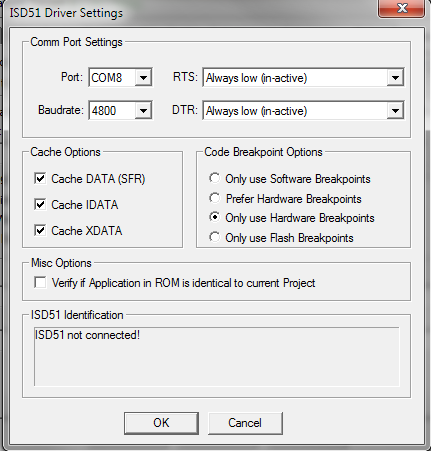 ISD51 Driver Settings
Comm Port Settings
Port: COM8 RTS: Always low (in-active)
Baudrate: 4800 DTR: Always low (in-active)
Cache Options
Cache DATA (SFR)
Cache IDATA
Cache XDATA
Code Breakpoint Options
Only use Software Breakpoints
Prefer Hardware Breakpoints
Only use Hardware Breakpoints
Only use Flash Breakpoints
Misc Options
Verify if Application in ROM is identical to current Project
ISD51 Identification
ISD51 not connected!
OK Cancel